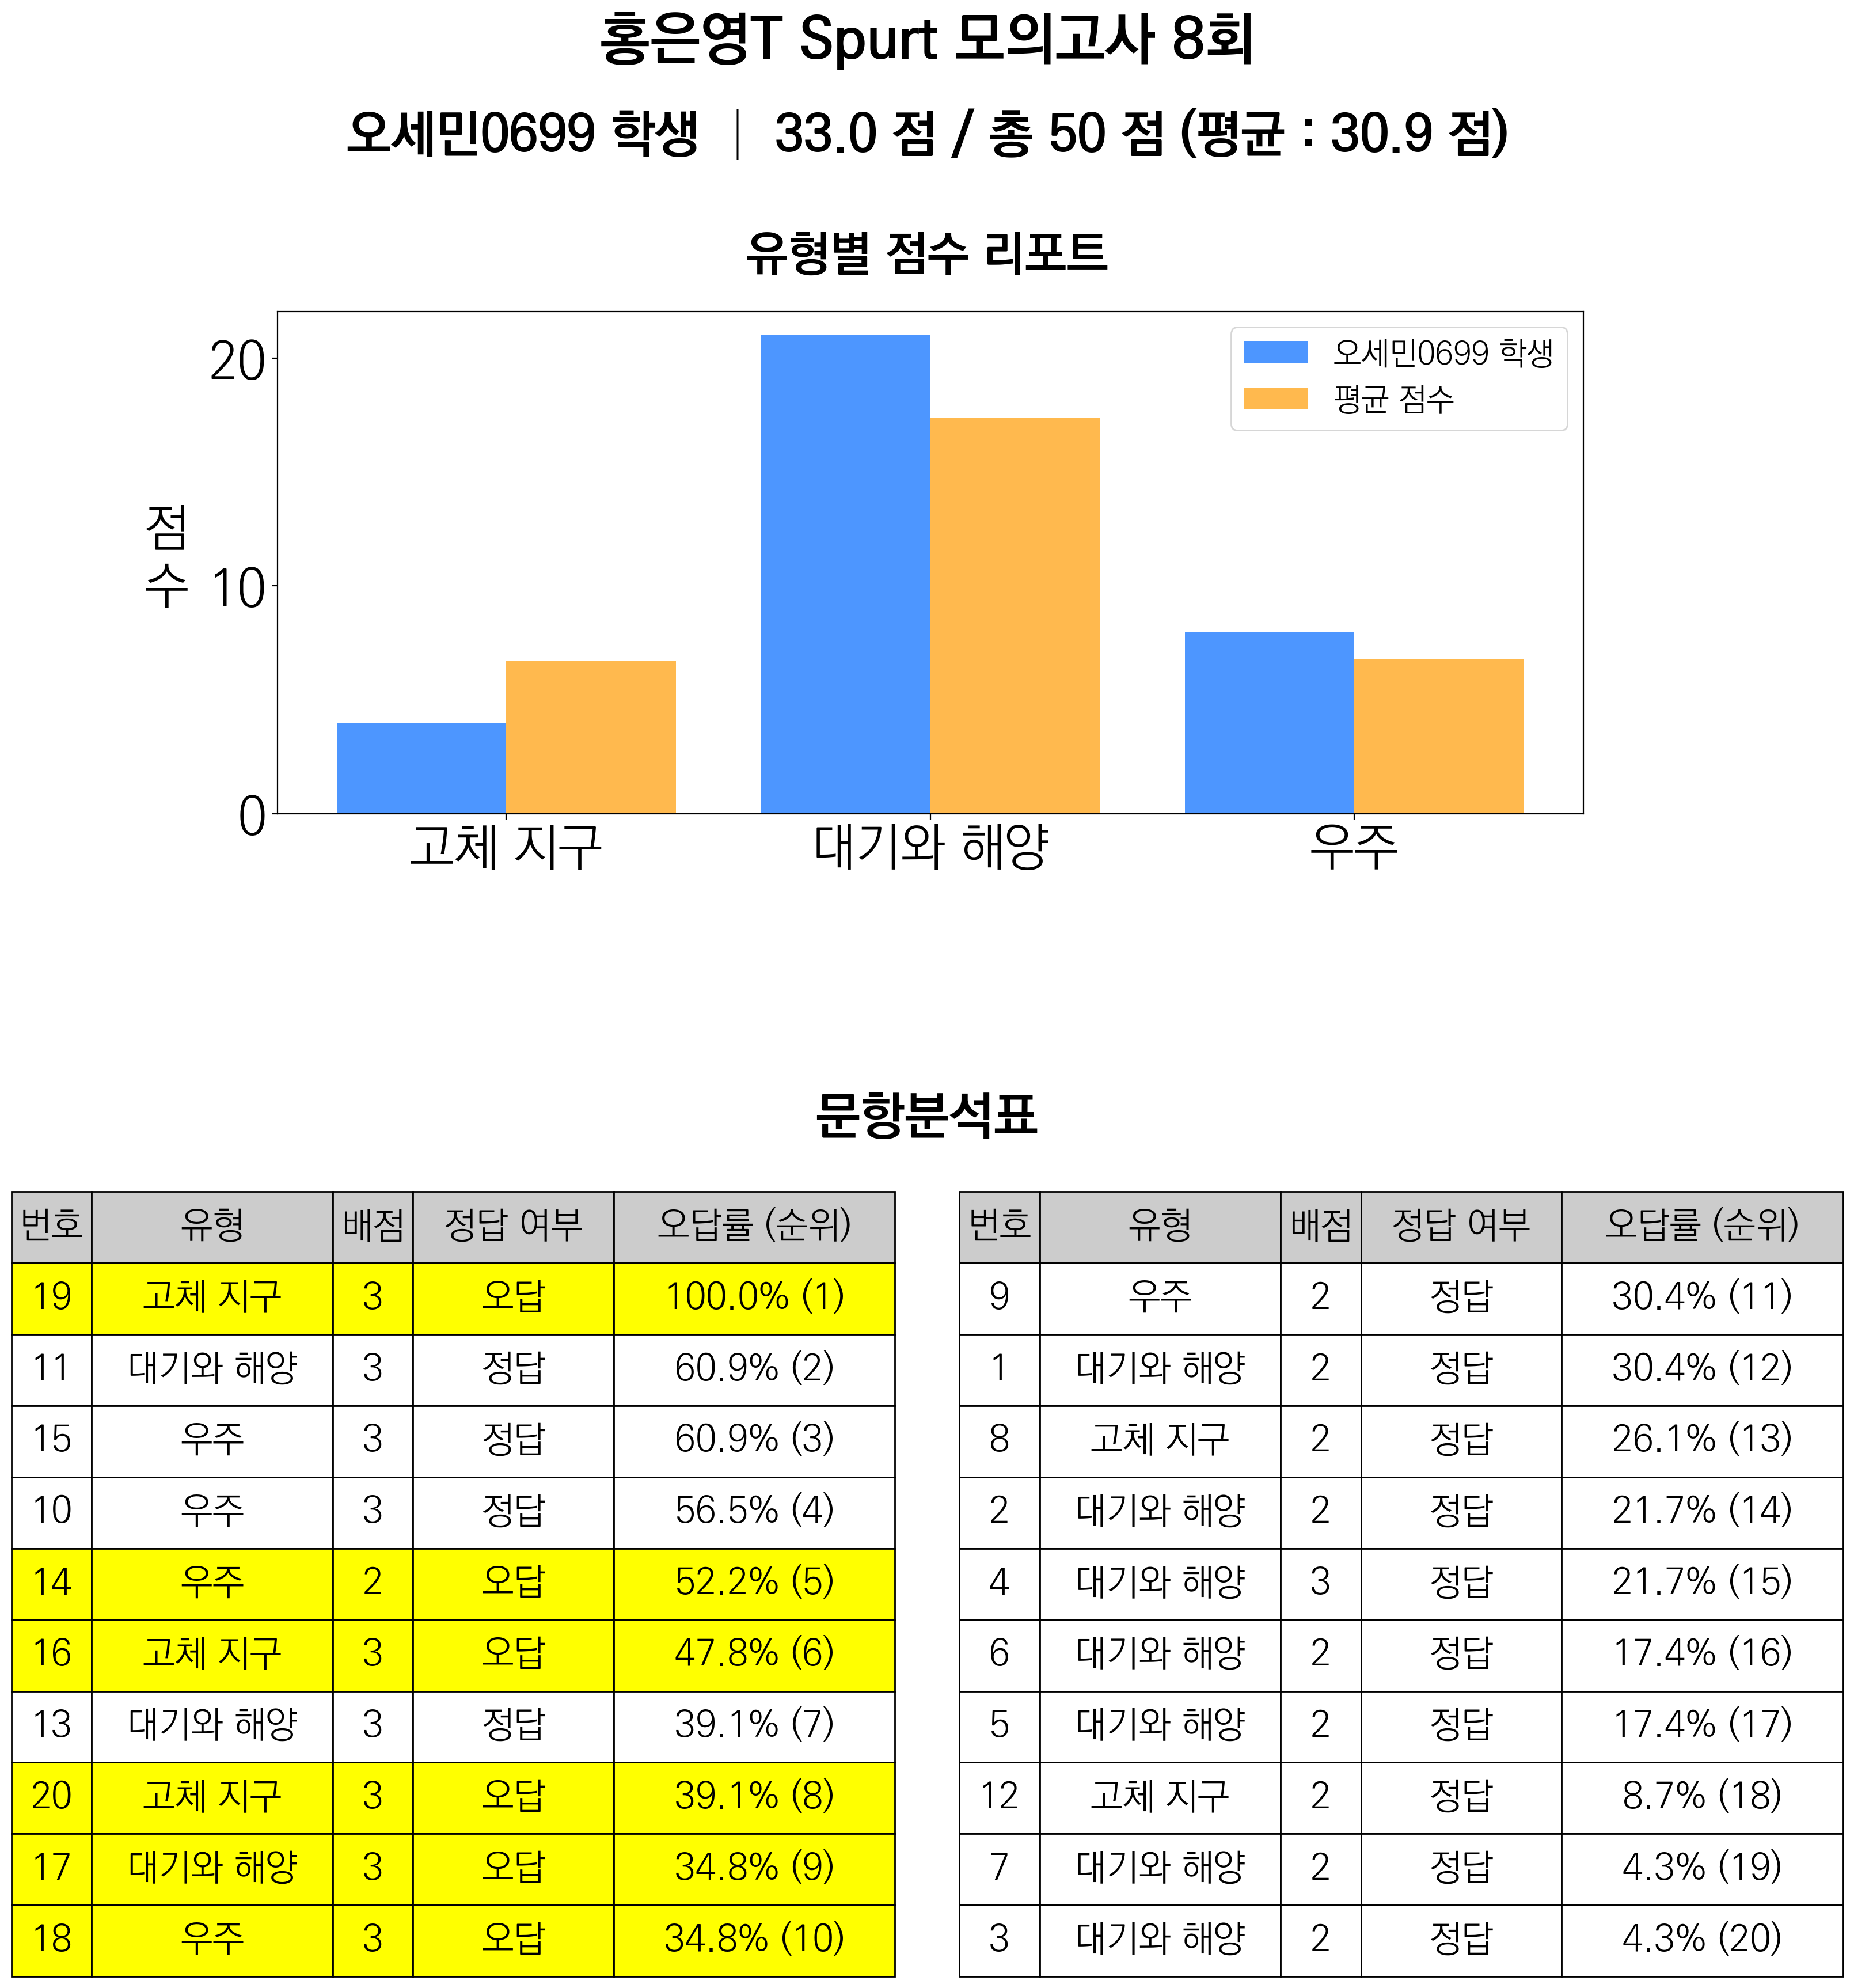 홍은영T Spurt 모의고사 8회
오세민0699 학생 | 33.0 점 / 총 50 점 (평균 : 30.9 점)
유형별 점수 리포트
점수
20
10
0
오세민0699 학생
평균 점수
고체 지구 대기와 해양 우주
문항분석표
번호 유형 배점 정답 여부 오답률 (순위)
19 고체 지구 3 오답 100.0% (1)
11 대기와 해양 3 정답 60.9% (2)
15 우주 3 정답 60.9% (3)
10 우주 3 정답 56.5% (4)
14 우주 2 오답 52.2% (5)
16 고체 지구 3 오답 47.8% (6)
13 대기와 해양 3 정답 39.1% (7)
20 고체 지구 3 오답 39.1% (8)
17 대기와 해양 3 오답 34.8% (9)
18 우주 3 오답 34.8% (10)
번호 유형 배점 정답 여부 오답률 (순위)
9 우주 2 정답 30.4% (11)
1 대기와 해양 2 정답 30.4% (12)
8 고체 지구 2 정답 26.1% (13)
2 대기와 해양 2 정답 21.7% (14)
4 대기와 해양 3 정답 21.7% (15)
6 대기와 해양 2 정답 17.4% (16)
5 대기와 해양 2 정답 17.4% (17)
12 고체 지구 2 정답 8.7% (18)
7 대기와 해양 2 정답 4.3% (19)
3 대기와 해양 2 정답 4.3% (20)